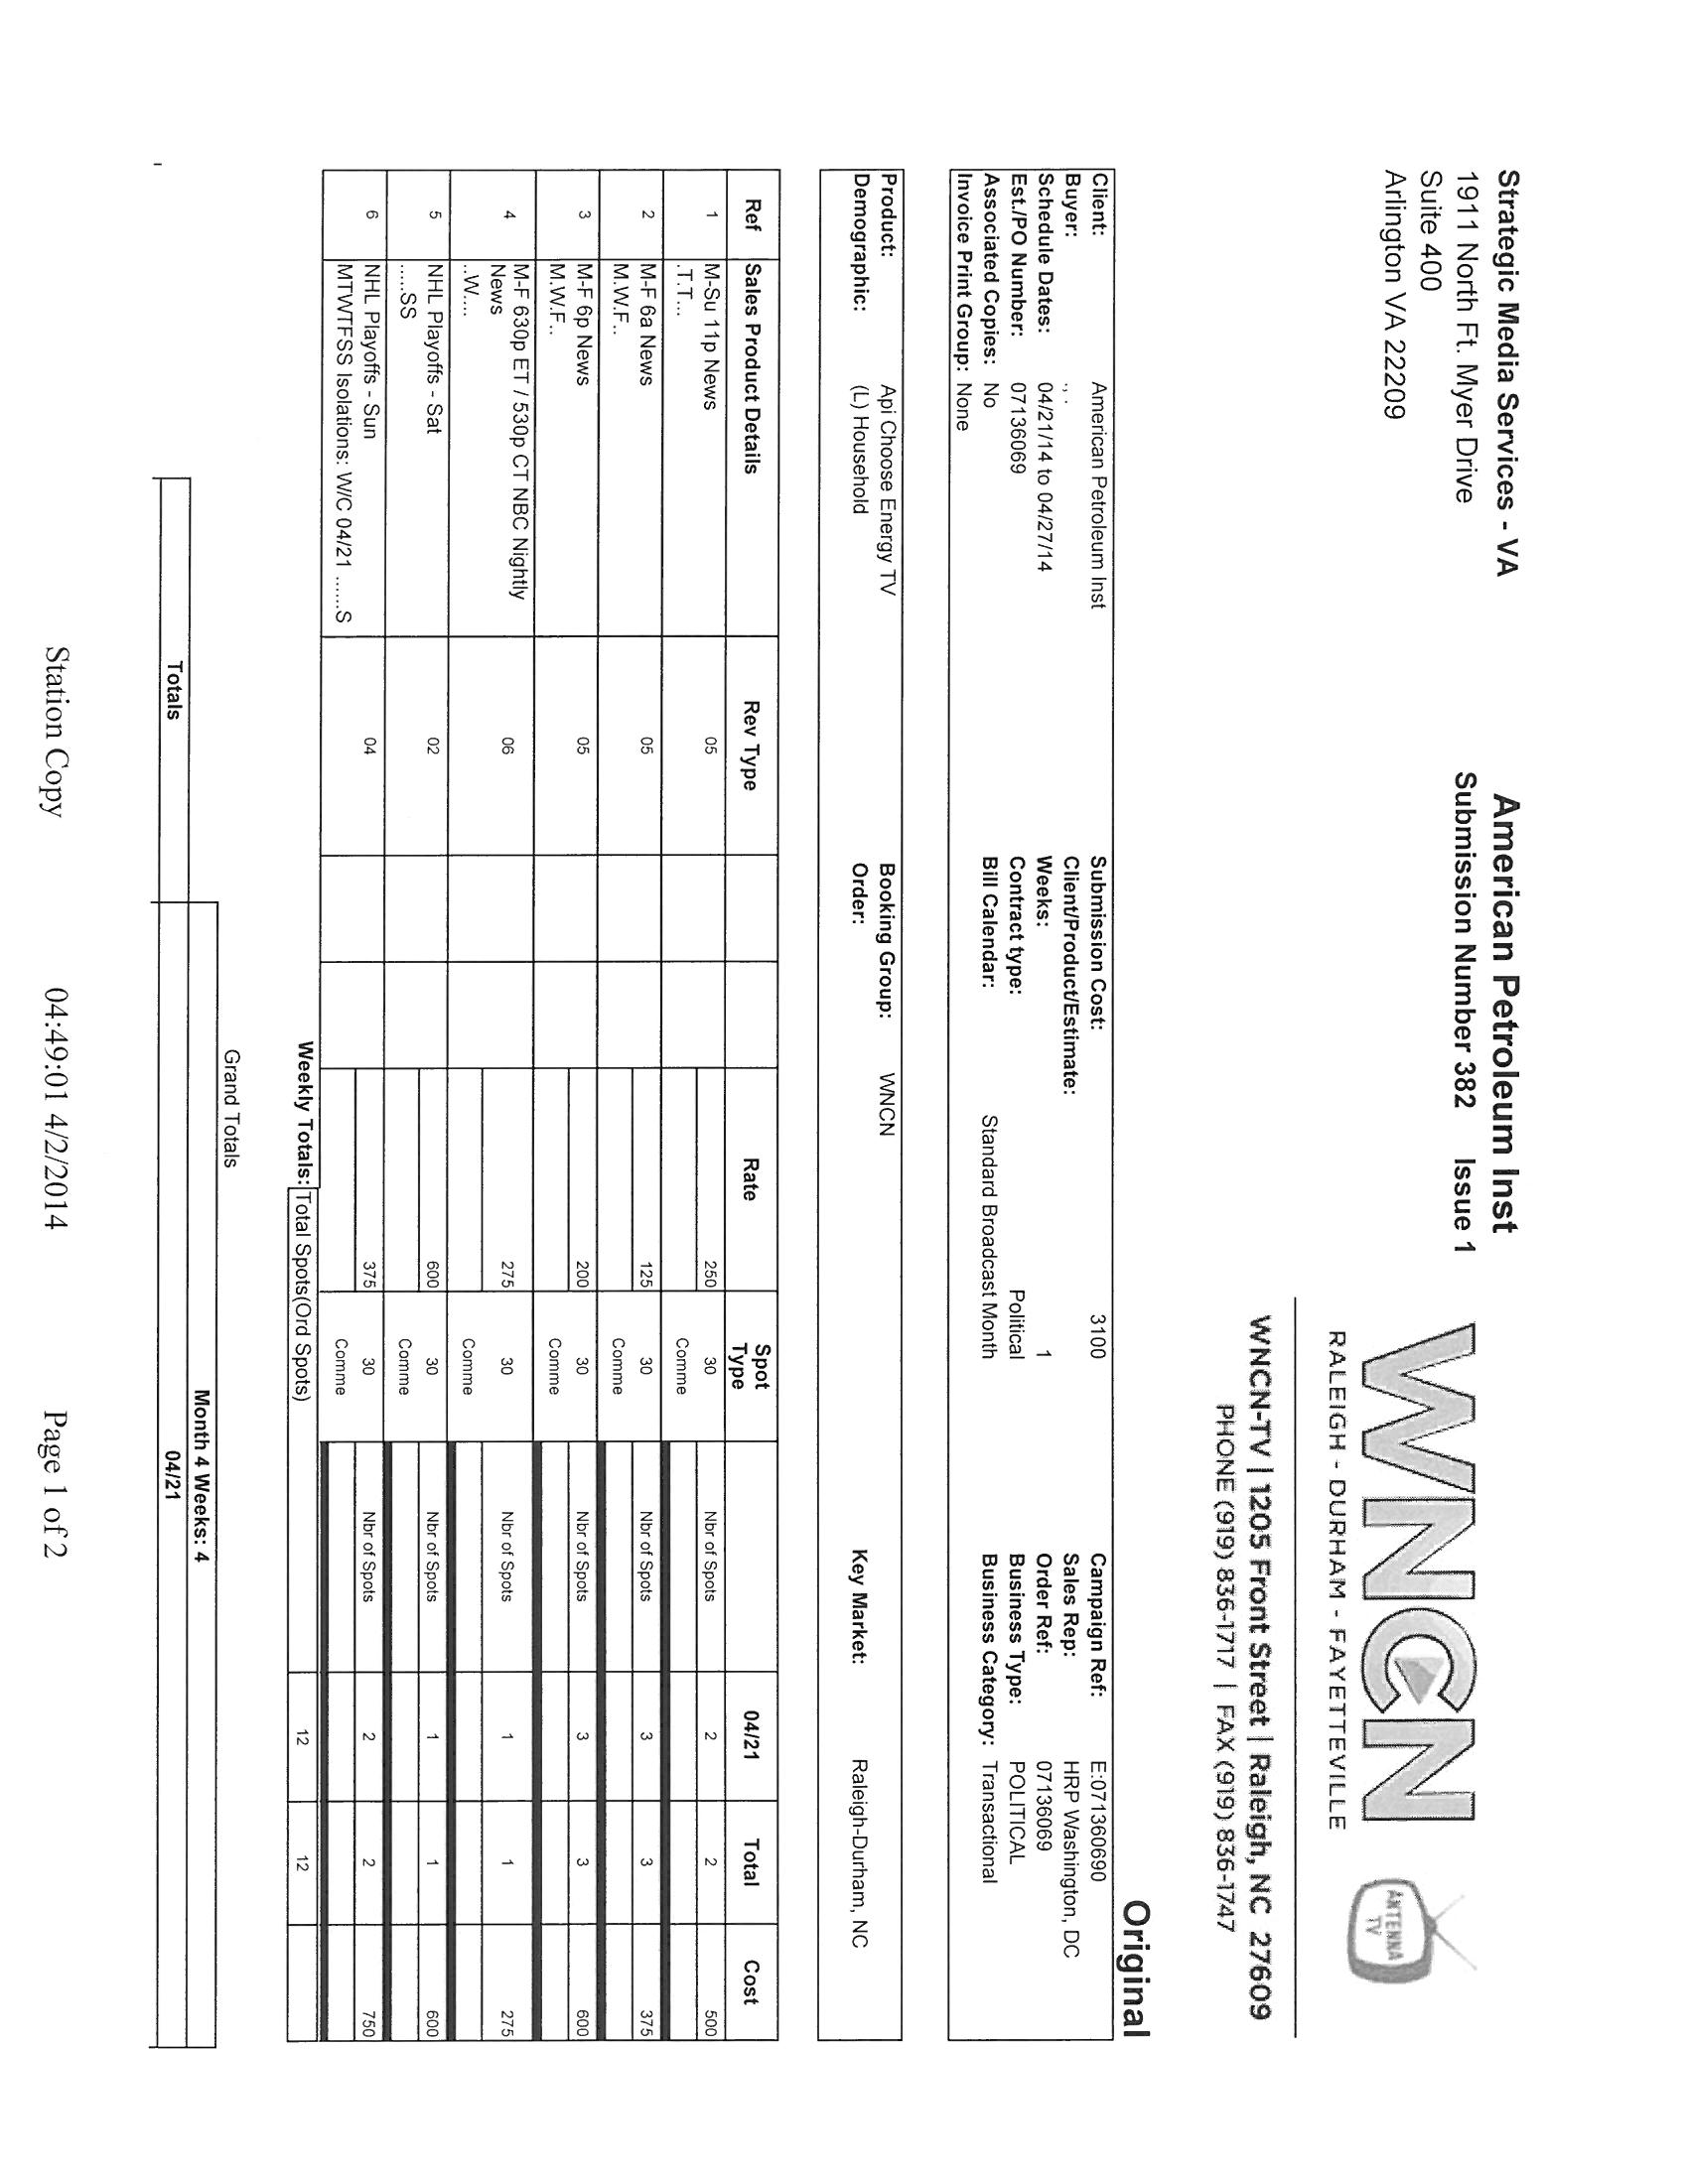 Strategic Media Services - VA
1911 North Ft. Myer Drive
Suite 400
Arlington VA 22209
American Petroleum Inst
Submission Number 382 Issue 1
WNCN
RALEIGH - DURHAM - FAYETTEVILLE
ANTENNA
TV
WNCN-TV | 1205 Front Street | Raleigh, NC 27609
PHONE (919) 836-1717 | FAX (919) 836-1747
Original
Client: American Petroleum Inst Submission Cost: 3100 Campaign Ref: E:071360690
Buyer: ., . Client/Product/Estimate: Sales Rep: HRP Washington, DC
Schedule Dates: 04/21/14 to 04/27/14 Weeks: 1 Order Ref: 07136069
Est./PO Number: 07136069 Contract type: Political Business Type: POLITICAL
Associated Copies: No Bill Calendar: Standard Broadcast Month Business Category: Transactional
Invoice Print Group: None
Product: Api Choose Energy TV Booking Group: WNCN
Demographic: (L) Household Order: Key Market: Raleigh-Durham, NC
Ref Sales Product Details Rev Type Rate Spot Type 04/21 Total Cost
1 M-Su 11p News 05 250 30 Nbr of Spots 2 2 500
.T.T... Comme
2 M-F 6a News 05 125 30 Nbr of Spots 3 3 375
M.W.F.. Comme
3 M-F 6p News 05 200 30 Nbr of Spots 3 3 600
M.W.F.. Comme
4 M-F 630p ET / 530p CT NBC Nightly 06 275 30 Nbr of Spots 1 1 275
News
..W.... Comme
5 NHL Playoffs - Sat 02 600 30 Nbr of Spots 1 1 600
.....SS Comme
6 NHL Playoffs - Sun 04 375 30 Nbr of Spots 2 2 750
MTWTFSS Isolations: W/C 04/21 ......S Comme
Weekly Totals: Total Spots(Ord Spots) 12 12
Grand Totals
Month 4 Weeks: 4
Totals 04/21
Station Copy 04:49:01 4/2/2014 Page 1 of 2